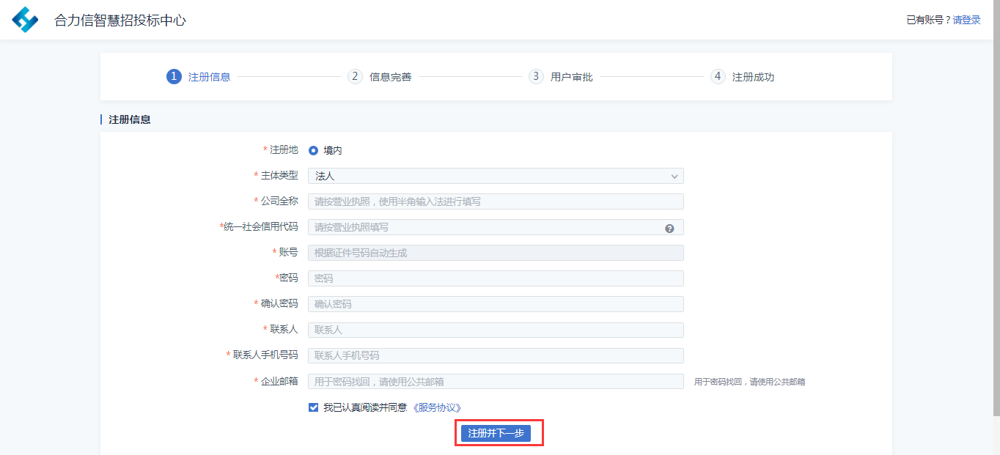 合力信智慧招投标中心
已有账号？请登录
1 注册信息 2 信息完善 3 用户审批 4 注册成功
注册信息
* 注册地 境内
* 主体类型 法人
* 公司全称 请按营业执照，使用半角输入法进行填写
*统一社会信用代码 请按营业执照填写 ?
* 账号 根据证件号码自动生成
*密码 密码
* 确认密码 确认密码
* 联系人 联系人
* 联系人手机号码 联系人手机号码
* 企业邮箱 用于密码找回，请使用公共邮箱 用于密码找回，请使用公共邮箱
我已认真阅读并同意《服务协议》
注册并下一步